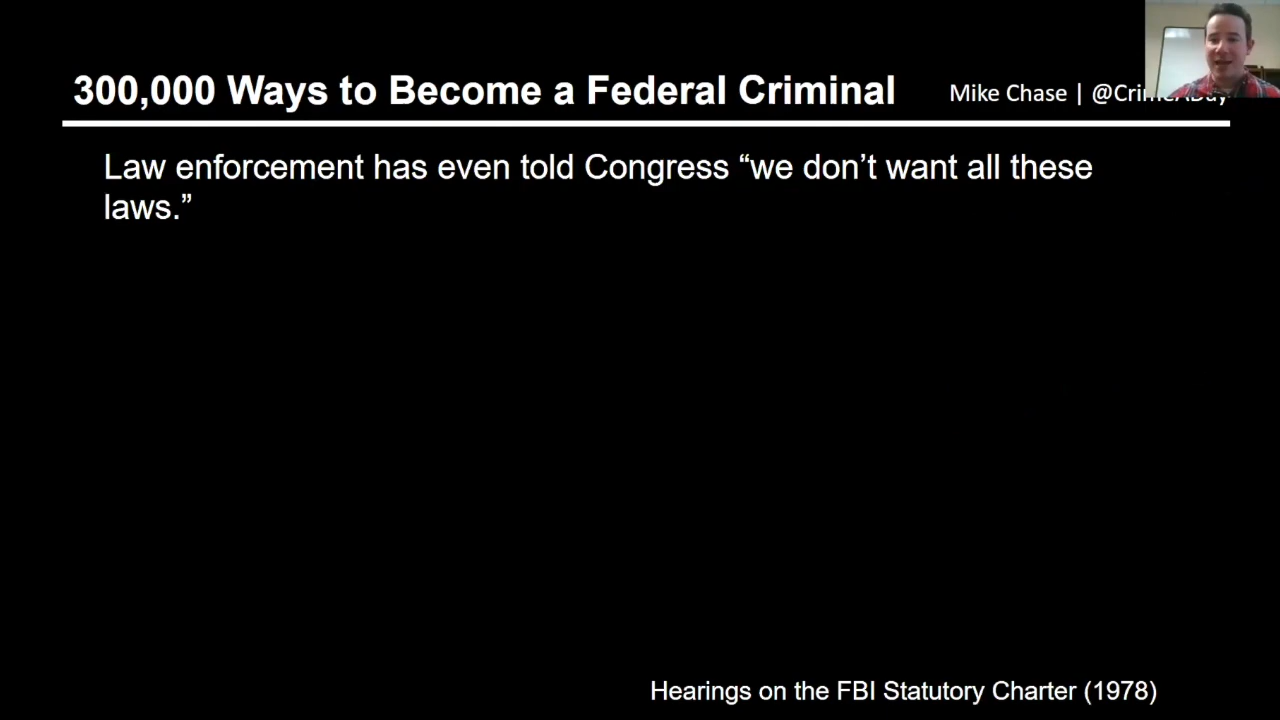 300,000 Ways to Become a Federal Criminal
Mike Chase | @CrimeADay
Law enforcement has even told Congress “we don’t want all these
laws.”
Hearings on the FBI Statutory Charter (1978)